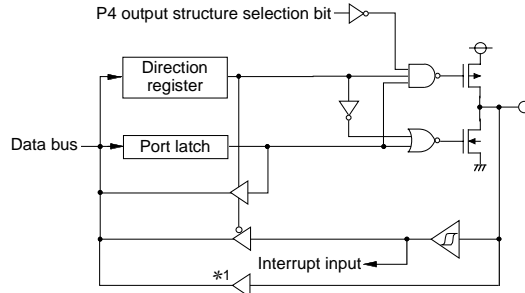 P4 output structure selection bit
Direction
register
Data bus
Port latch
Interrupt input
*1